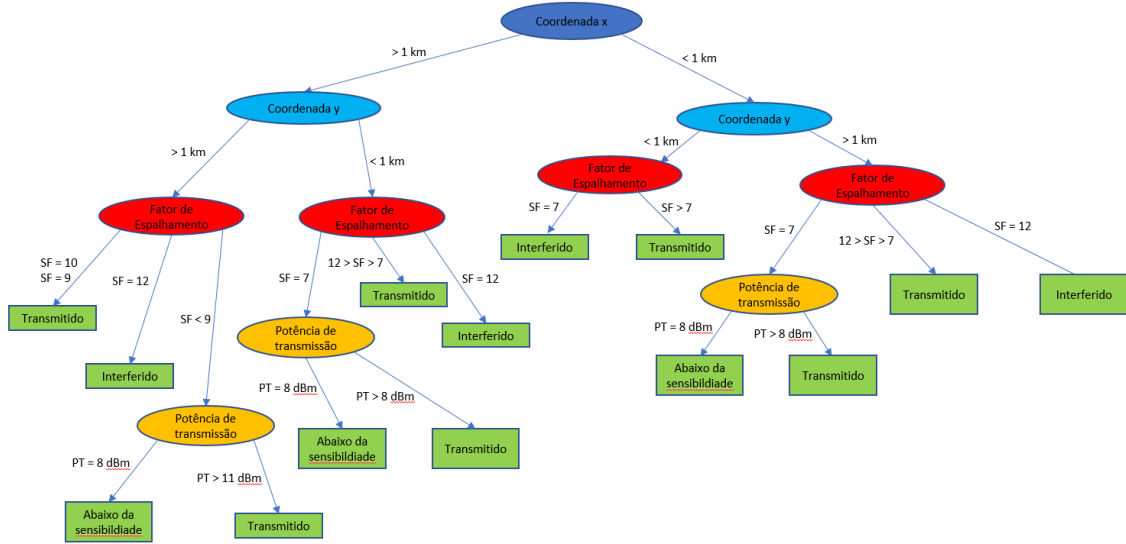 Coordenada x
> 1 km
< 1 km
Coordenada y
Coordenada y
> 1 km
< 1 km
< 1 km
> 1 km
Fator de
Espalhamento
Fator de
Espalhamento
Fator de
Espalhamento
Fator de
Espalhamento
SF = 7
SF > 7
SF = 7
12 > SF > 7
SF = 12
Interferido
Transmitido
SF = 10
SF = 9
SF = 12
SF < 9
SF = 7
12 > SF > 7
SF = 12
Transmitido
Interferido
Transmitido
Interferido
Potência de
transmissão
Transmitido
Interferido
Potência de
transmissão
PT = 8 dBm
PT > 8 dBm
Abaixo da
sensibildiade
Transmitido
PT = 8 dBm
PT > 8 dBm
Abaixo da
sensibildiade
Transmitido
Potência de
transmissão
PT = 8 dBm
PT > 11 dBm
Abaixo da
sensibildiade
Transmitido